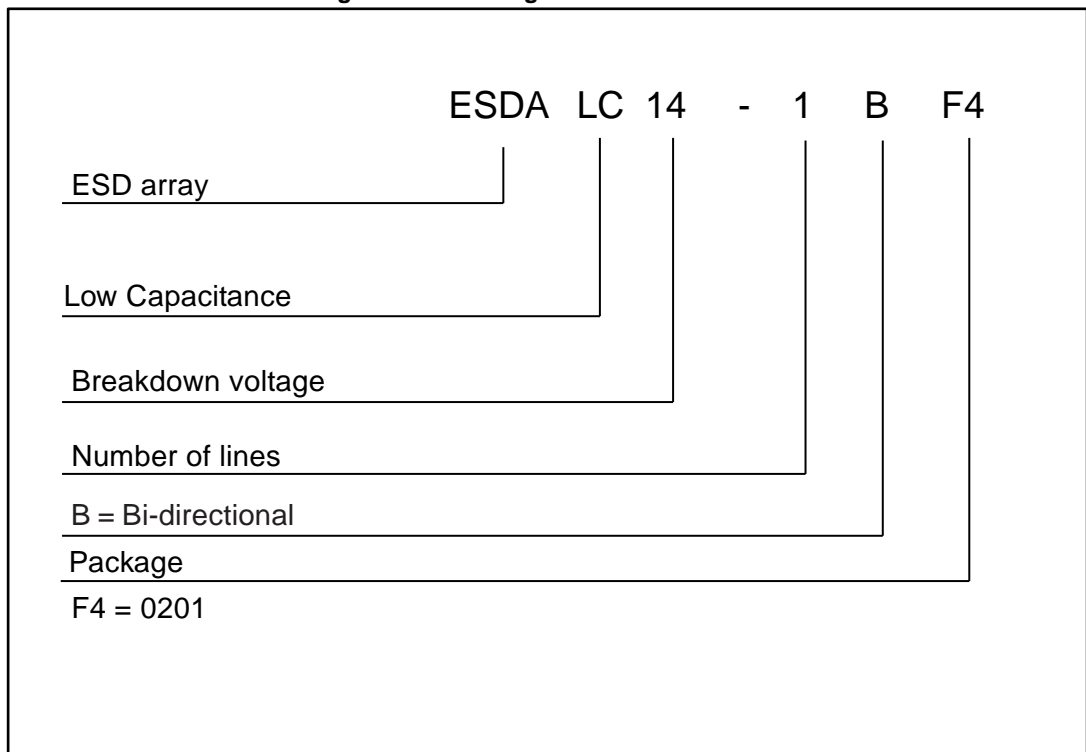 ESDA LC 14 - 1 B F4
ESD array
Low Capacitance
Breakdown voltage
Number of lines
B = Bi-directional
Package
F4 = 0201